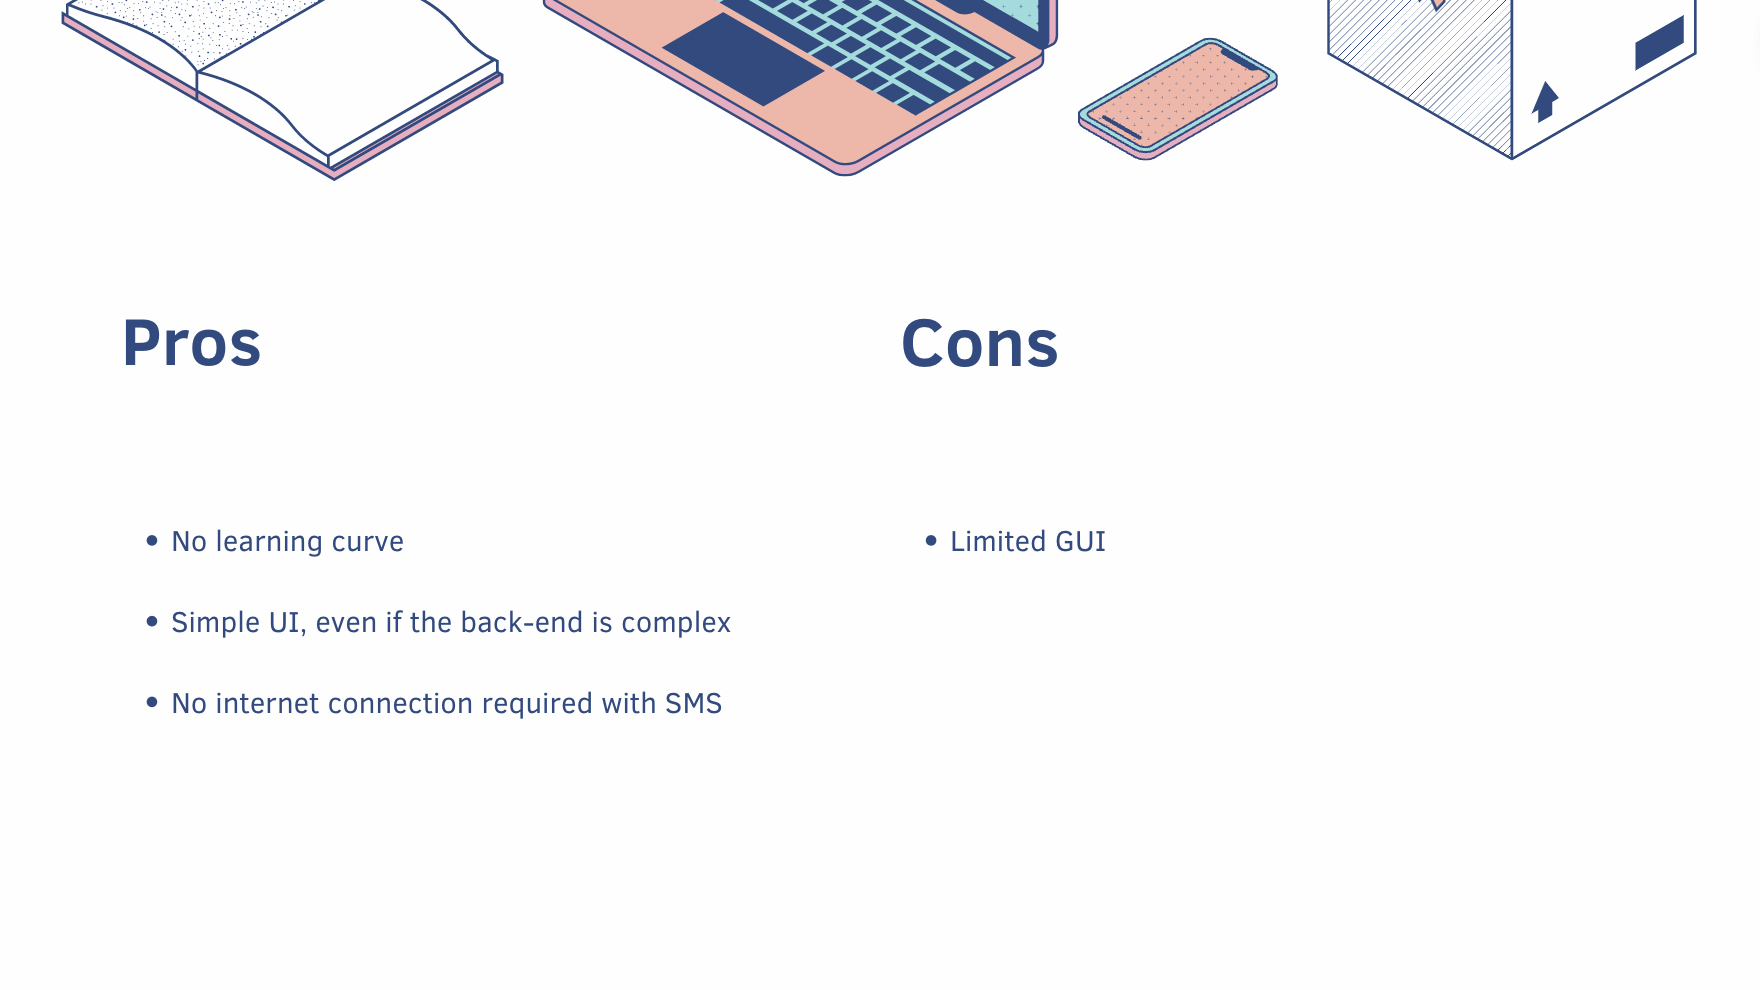 Pros
No learning curve
Simple UI, even if the back-end is complex
No internet connection required with SMS
Cons
Limited GUI